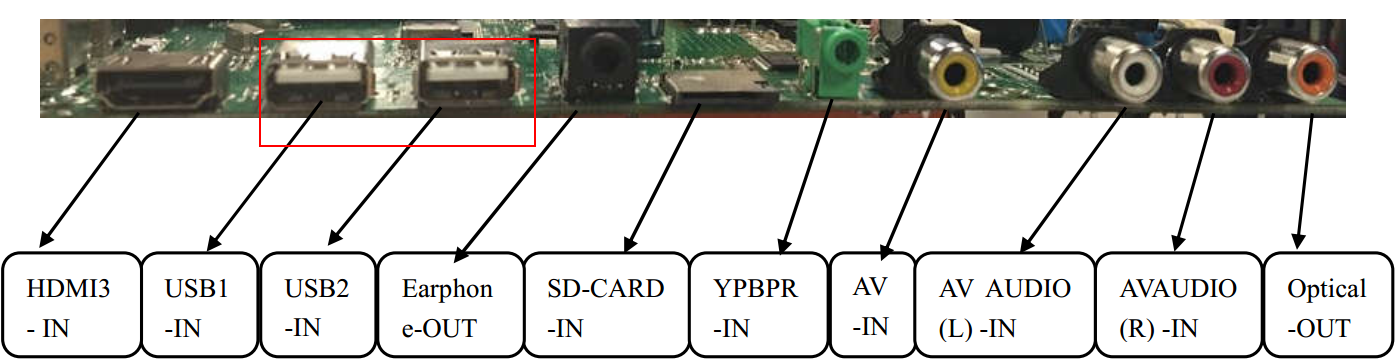 HDMI3
- IN
USB1
-IN
USB2
-IN
Earphon
e-OUT
SD-CARD
-IN
YPBPR
-IN
AV
-IN
AV AUDIO
(L) -IN
AVAUDIO
(R) -IN
Optical
-OUT